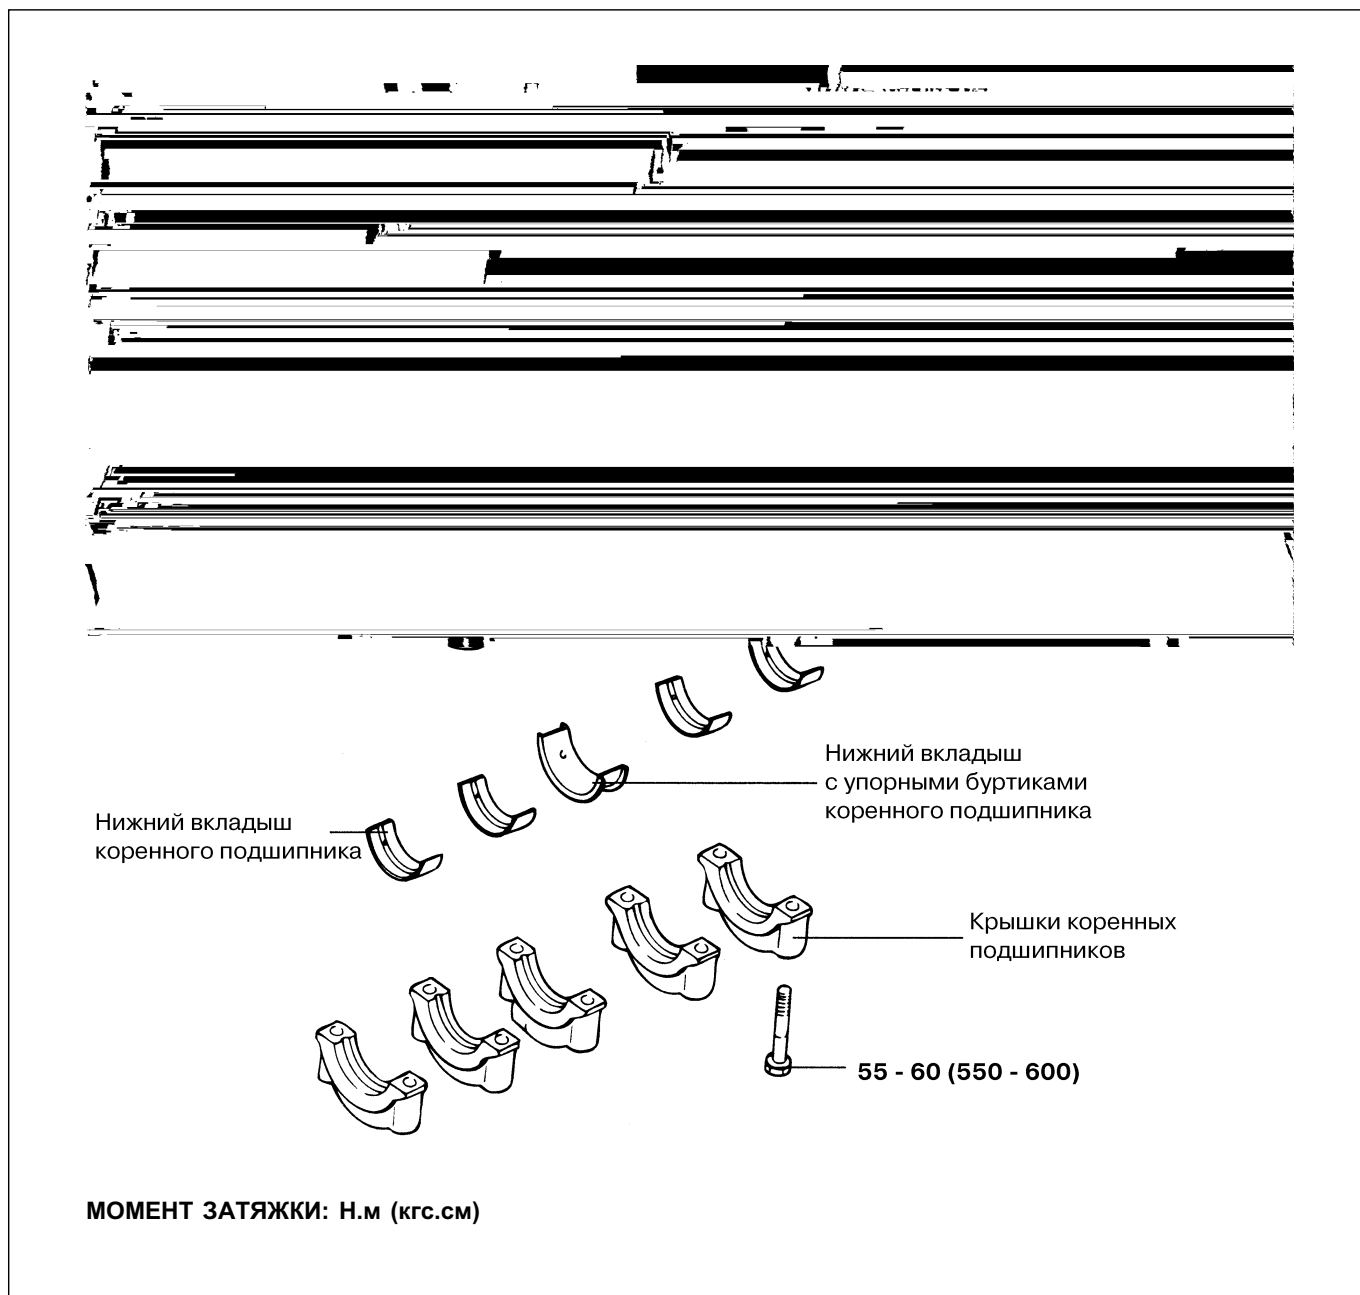 Нижний вкладыш
с упорными буртиками
коренного подшипника
Нижний вкладыш
коренного подшипника
Крышки коренных
подшипников
55 - 60 (550 - 600)
МОМЕНТ ЗАТЯЖКИ: Н.м (кгс.см)